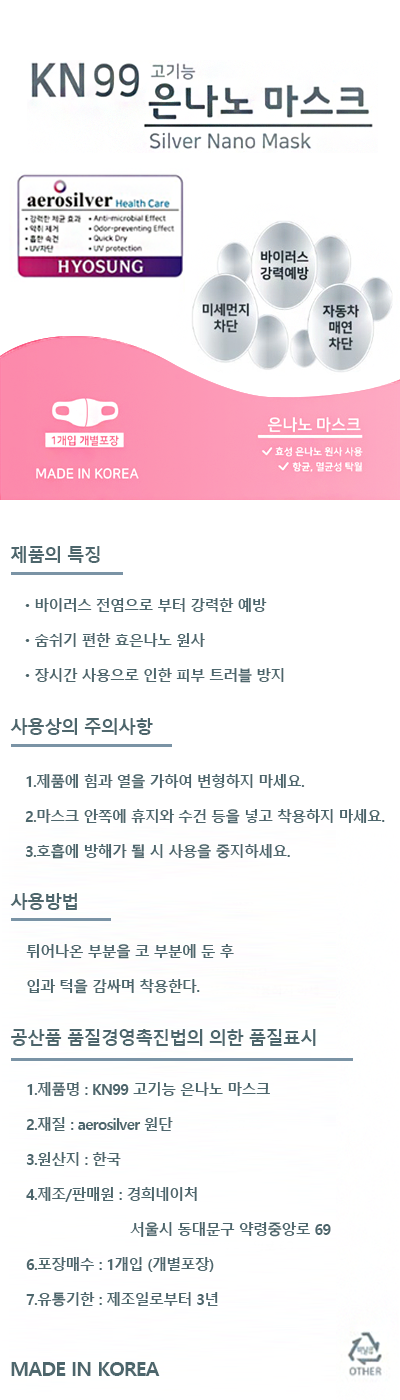 KN99 고기능
은나노 마스크
Silver Nano Mask
aerosilver Health Care
• 강력한 제균 효과 • Anti-microbial Effect
• 악취 제거 • Odor-preventing Effect
• 흡한 속건 • Quick Dry
• UV차단 • UV protection
HYOSUNG
바이러스
강력예방
미세먼지
차단
자동차
매연
차단
1개입 개별포장
MADE IN KOREA
은나노 마스크
✓ 효성 은나노 원사 사용
✓ 항균, 멸균성 탁월
제품의 특징
• 바이러스 전염으로 부터 강력한 예방
• 숨쉬기 편한 효은나노 원사
• 장시간 사용으로 인한 피부 트러블 방지
사용상의 주의사항
1.제품에 힘과 열을 가하여 변형하지 마세요.
2.마스크 안쪽에 휴지와 수건 등을 넣고 착용하지 마세요.
3.호흡에 방해가 될 시 사용을 중지하세요.
사용방법
튀어나온 부분을 코 부분에 둔 후
입과 턱을 감싸며 착용한다.
공산품 품질경영촉진법의 의한 품질표시
1.제품명 : KN99 고기능 은나노 마스크
2.재질 : aerosilver 원단
3.원산지 : 한국
4.제조/판매원 : 경희네이처
서울시 동대문구 약령중앙로 69
6.포장매수 : 1개입 (개별포장)
7.유통기한 : 제조일로부터 3년
MADE IN KOREA
OTHER